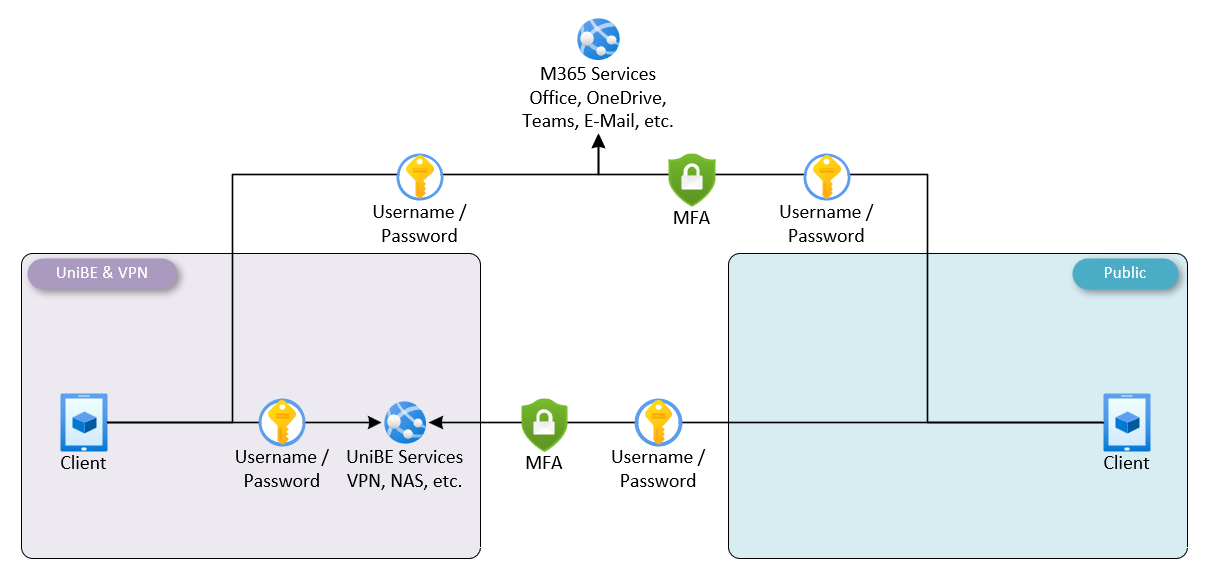 M365 Services
Office, OneDrive,
Teams, E-Mail, etc.
Username /
Password
MFA
Username /
Password
UniBE & VPN
Public
Client
Username /
Password
UniBE Services
VPN, NAS, etc.
MFA
Username /
Password
Client